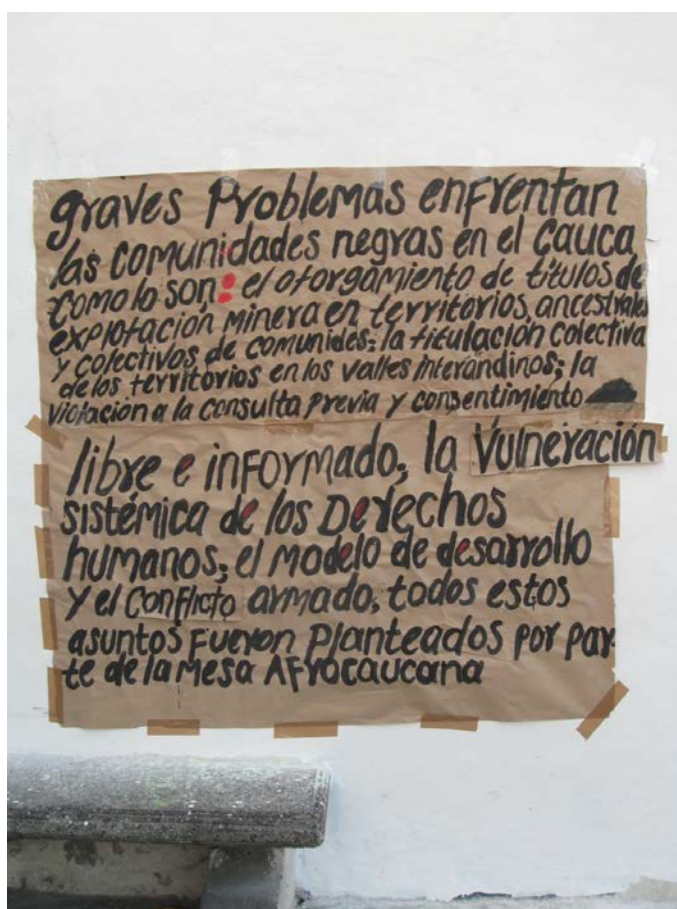 graves Problemas enfrentan
las comunidades negras en el Cauca
como lo son: el otorgamiento de títulos de
explotación minera en territorios ancestrales
y colectivos de comunides; la titulación colectiva
de los territorios en los valles interandinos; la
violación a la consulta previa y consentimiento
libre e informado; la Vulneración
sistémica de los Derechos
humanos; el modelo de desarrollo
y el Conflicto armado, todos estos
asuntos Fueron Planteados por par-
te de la Mesa AFrocaucana